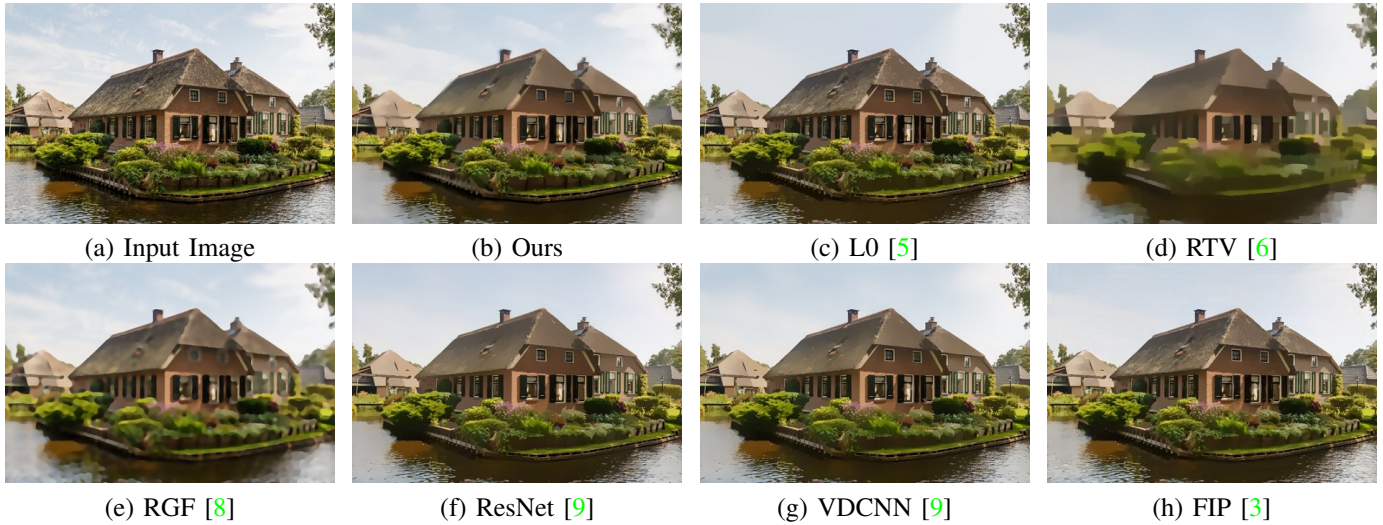 (a) Input Image
(b) Ours
(c) L0 [5]
(d) RTV [6]
(e) RGF [8]
(f) ResNet [9]
(g) VDCNN [9]
(h) FIP [3]